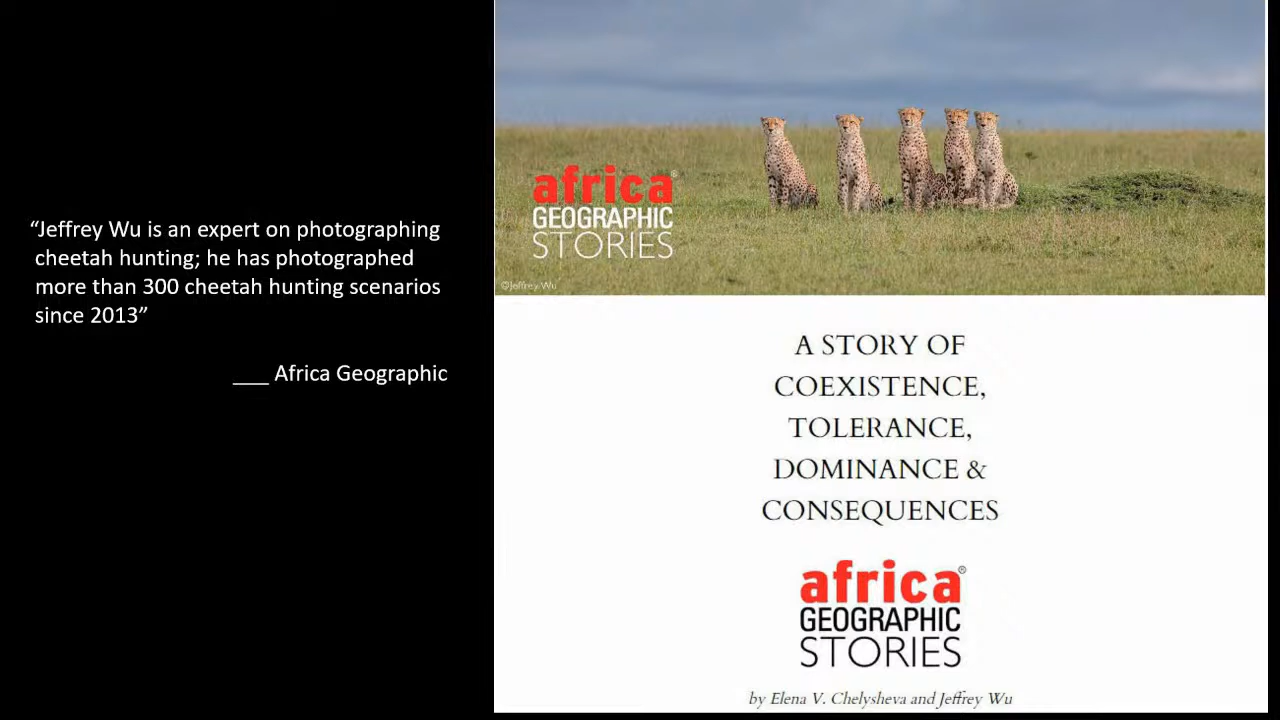 “Jeffrey Wu is an expert on photographing
cheetah hunting; he has photographed
more than 300 cheetah hunting scenarios
since 2013”
___ Africa Geographic
africa®
GEOGRAPHIC
STORIES
©Jeffrey Wu
A STORY OF
COEXISTENCE,
TOLERANCE,
DOMINANCE &
CONSEQUENCES
africa®
GEOGRAPHIC
STORIES
by Elena V. Chelysheva and Jeffrey Wu